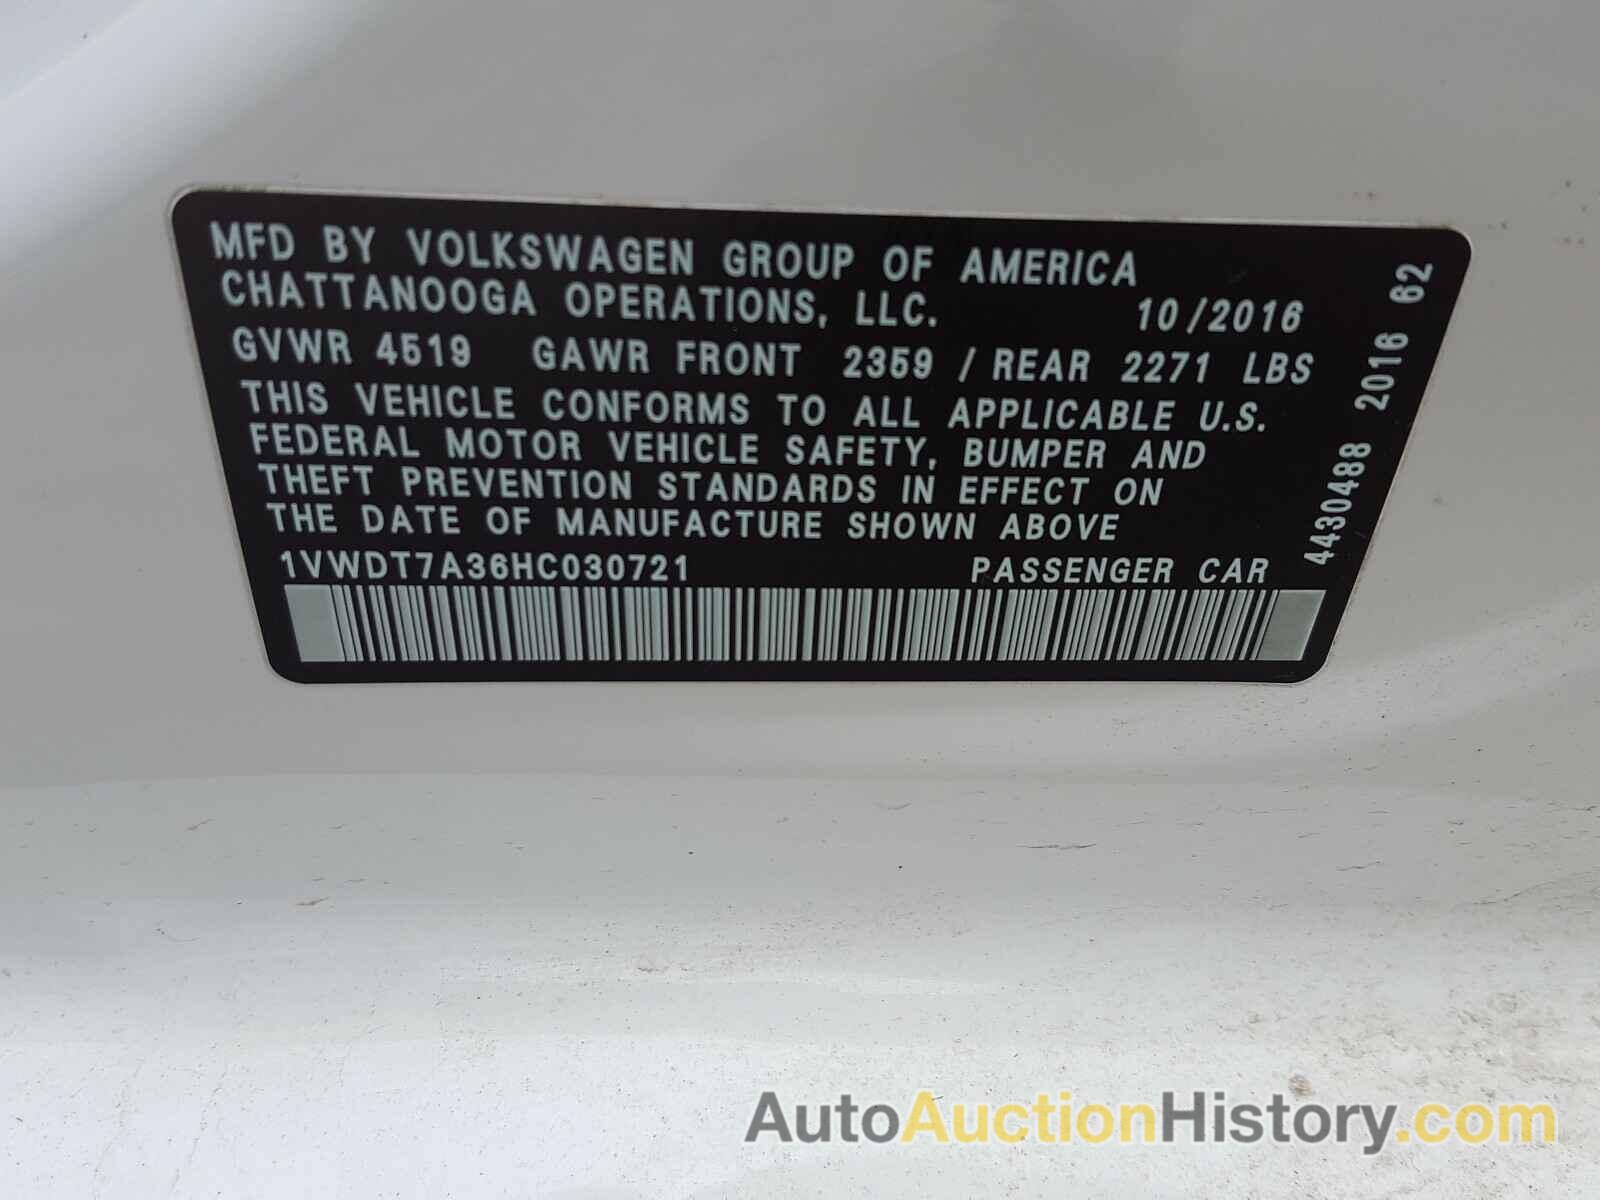 MFD BY VOLKSWAGEN GROUP OF AMERICA
CHATTANOOGA OPERATIONS, LLC. 10/2016
GVWR 4519 GAWR FRONT 2359 / REAR 2271 LBS
THIS VEHICLE CONFORMS TO ALL APPLICABLE U.S.
FEDERAL MOTOR VEHICLE SAFETY, BUMPER AND
THEFT PREVENTION STANDARDS IN EFFECT ON
THE DATE OF MANUFACTURE SHOWN ABOVE
1VWDT7A36HC030721 PASSENGER CAR
4430488 2016 62
AutoAuctionHistory.com